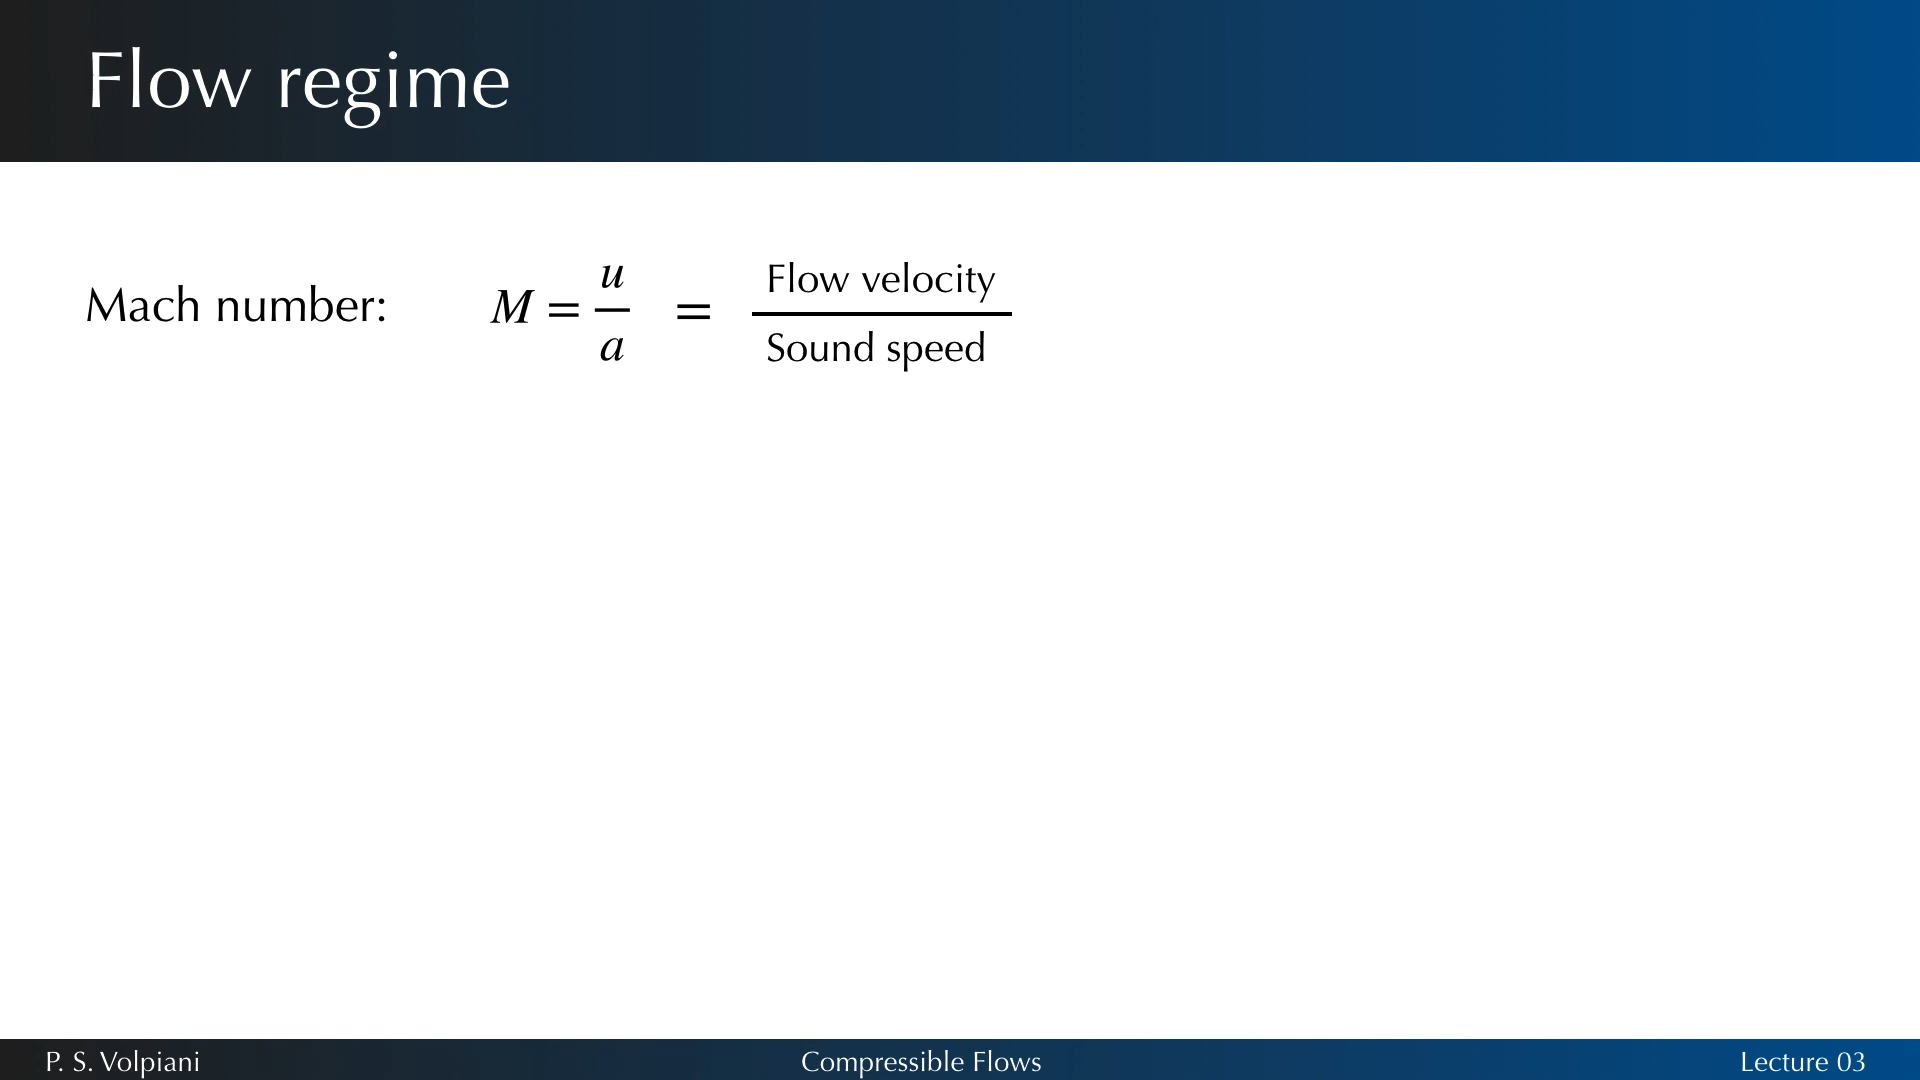 Flow regime
Mach number: M = u/a = Flow velocity / Sound speed
P. S. Volpiani Compressible Flows Lecture 03